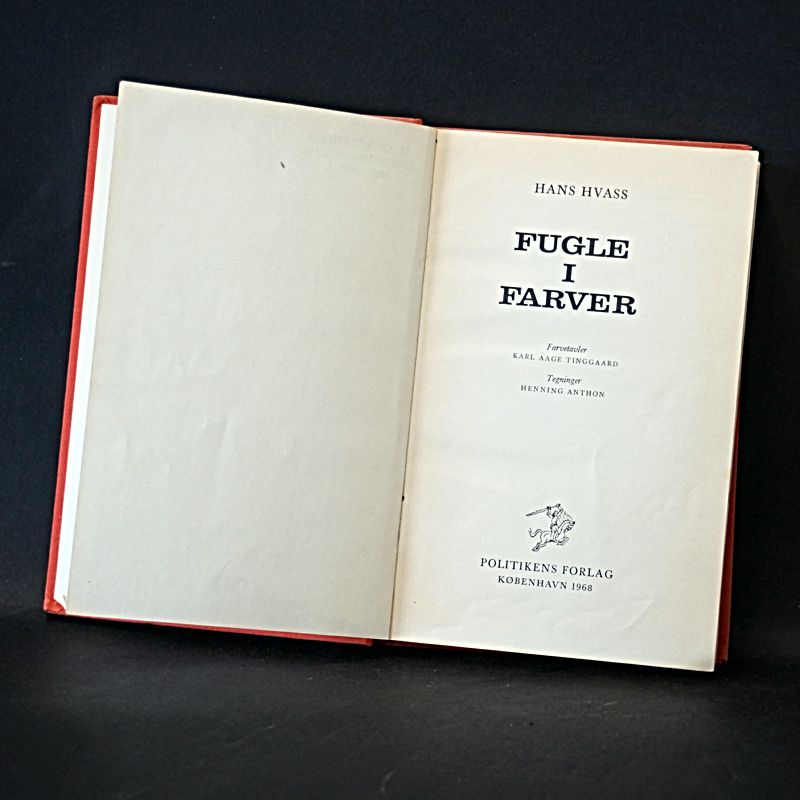 HANS HVASS
FUGLE
I
FARVER
Farvetavler
KARL AAGE TINGGAARD
Tegninger
HENNING ANTHON
POLITIKENS FORLAG
KØBENHAVN 1968